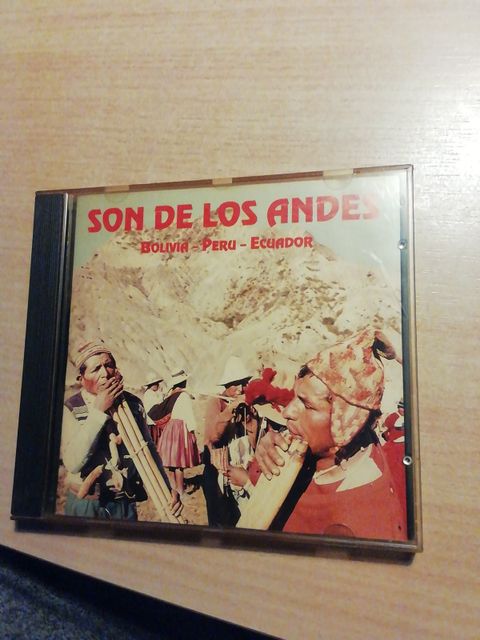 SON DE LOS ANDES
BOLIVIA - PERU - ECUADOR